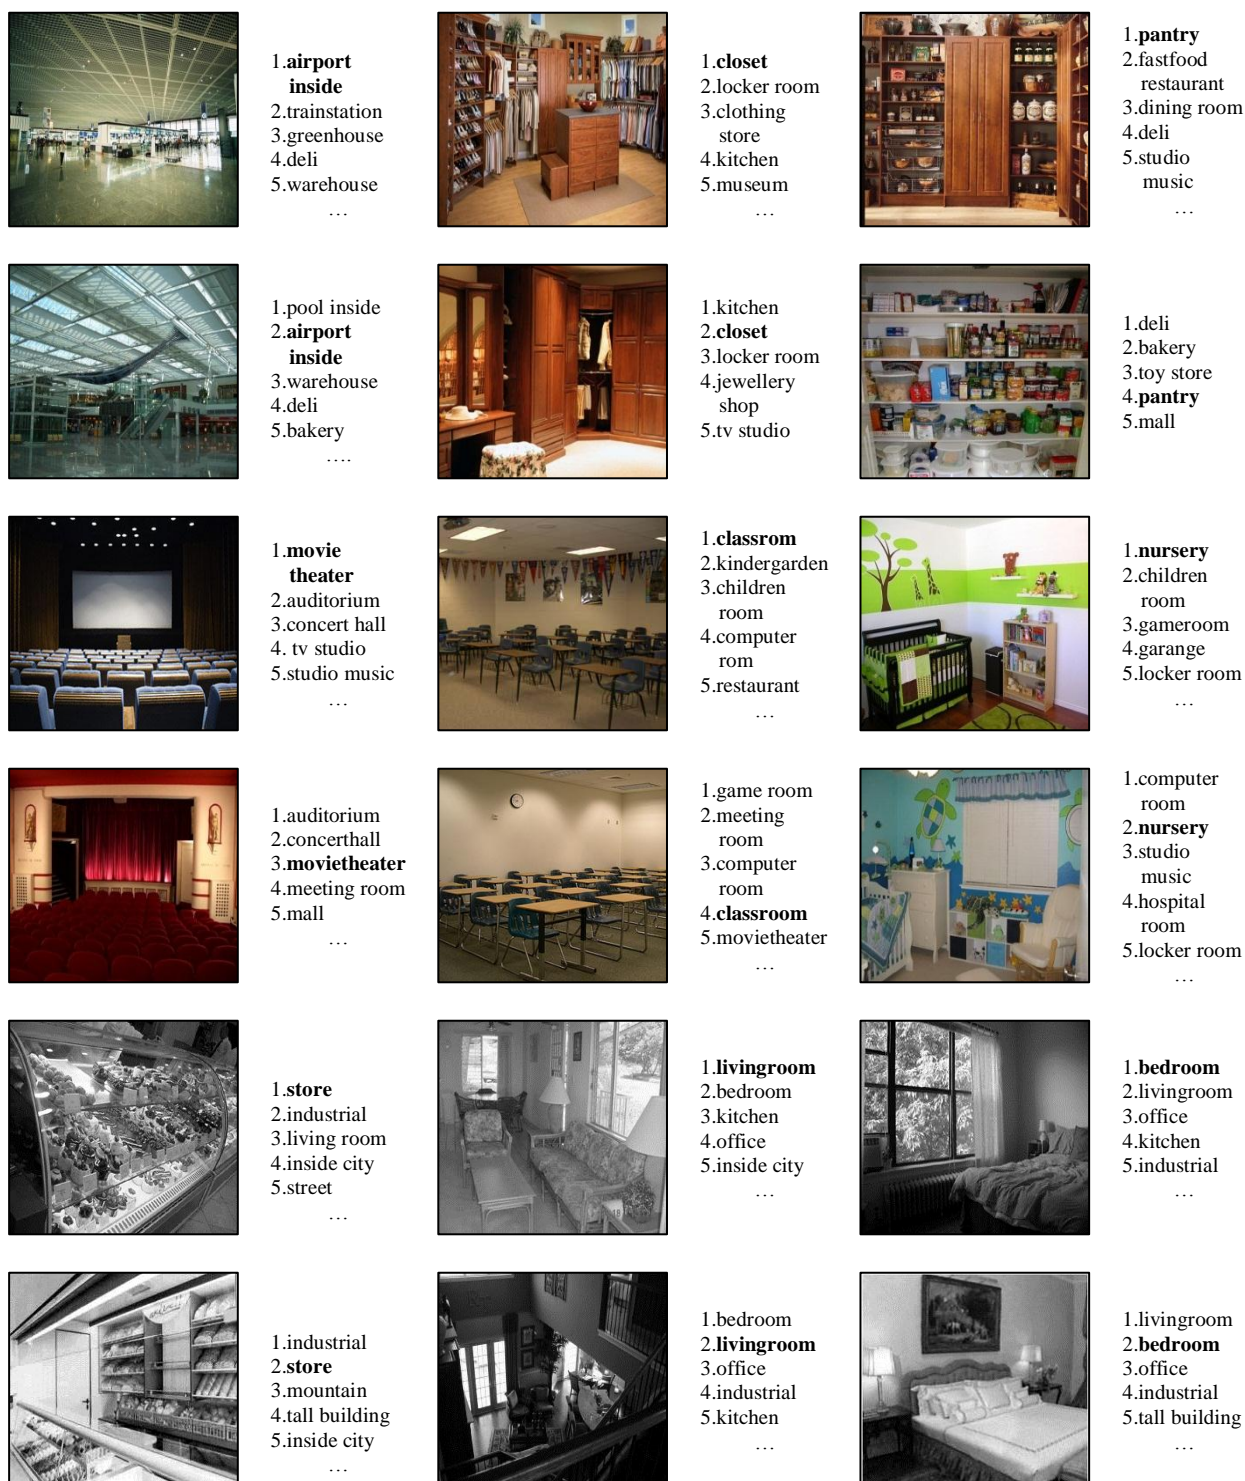 1.airport
inside
2.trainstation
3.greenhouse
4.deli
5.warehouse
…
1.closet
2.locker room
3.clothing
store
4.kitchen
5.museum
…
1.pantry
2.fastfood
restaurant
3.dining room
4.deli
5.studio
music
…
1.pool inside
2.airport
inside
3.warehouse
4.deli
5.bakery
….
1.kitchen
2.closet
3.locker room
4.jewellery
shop
5.tv studio
1.deli
2.bakery
3.toy store
4.pantry
5.mall
1.movie
theater
2.auditorium
3.concert hall
4. tv studio
5.studio music
…
1.classrom
2.kindergarden
3.children
room
4.computer
rom
5.restaurant
…
1.nursery
2.children
room
3.gameroom
4.garange
5.locker room
…
1.auditorium
2.concerthall
3.movietheater
4.meeting room
5.mall
…
1.game room
2.meeting
room
3.computer
room
4.classroom
5.movietheater
…
1.computer
room
2.nursery
3.studio
music
4.hospital
room
5.locker room
…
1.store
2.industrial
3.living room
4.inside city
5.street
…
1.livingroom
2.bedroom
3.kitchen
4.office
5.inside city
…
1.bedroom
2.livingroom
3.office
4.kitchen
5.industrial
…
1.industrial
2.store
3.mountain
4.tall building
5.inside city
…
1.bedroom
2.livingroom
3.office
4.industrial
5.kitchen
…
1.livingroom
2.bedroom
3.office
4.industrial
5.tall building
…